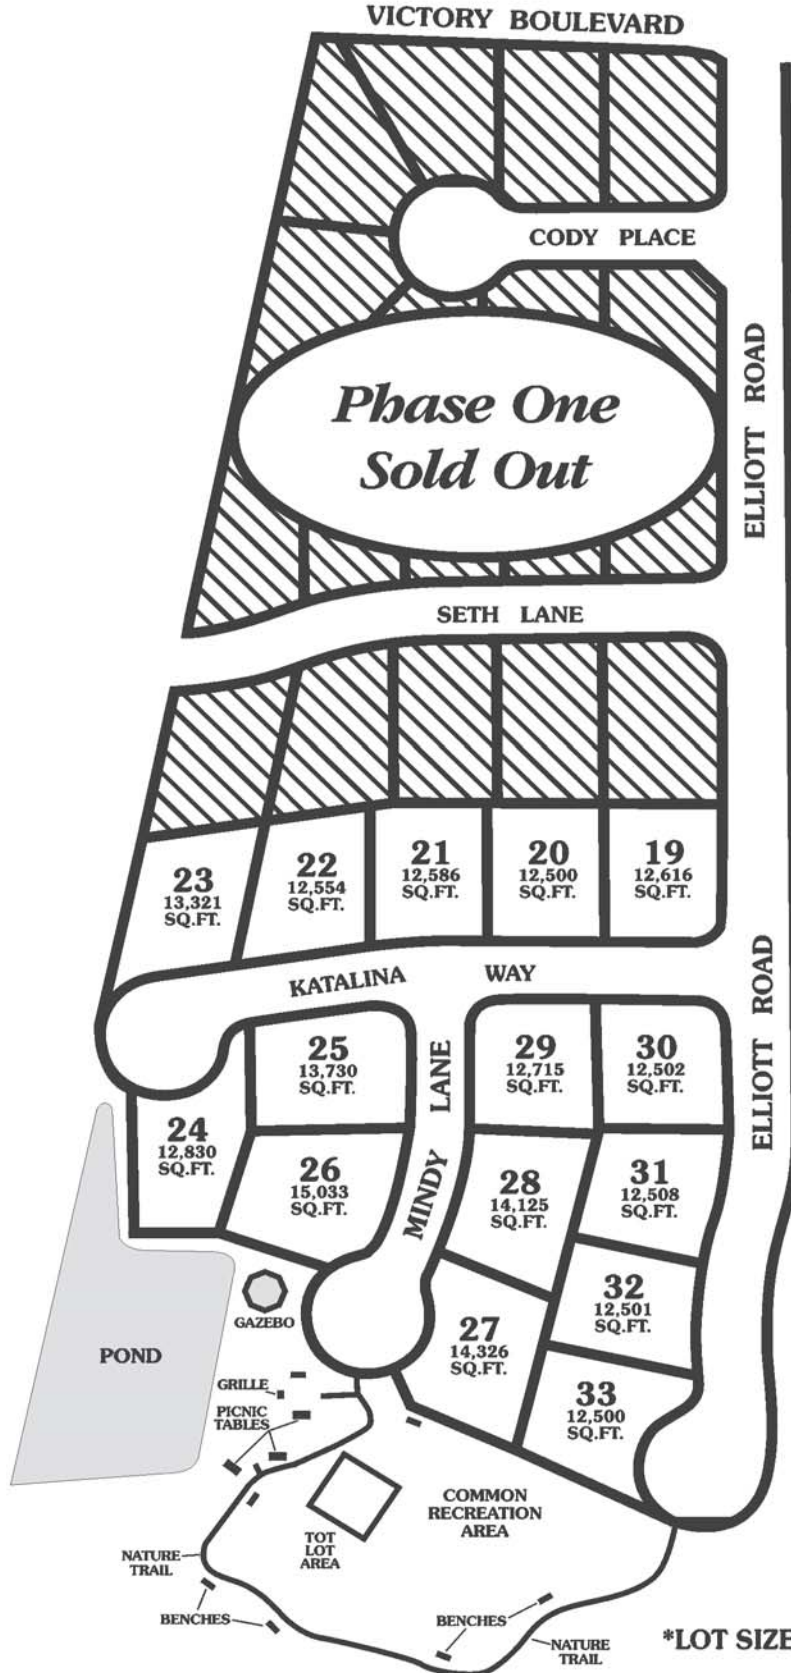 VICTORY BOULEVARD
CODY PLACE
ELLIOTT ROAD
Phase One
Sold Out
SETH LANE
23
13,321
SQ.FT.
22
12,554
SQ.FT.
21
12,586
SQ.FT.
20
12,500
SQ.FT.
19
12,616
SQ.FT.
KATALINA WAY
ELLIOTT ROAD
MINDY LANE
25
13,730
SQ.FT.
29
12,715
SQ.FT.
30
12,502
SQ.FT.
24
12,830
SQ.FT.
26
15,033
SQ.FT.
28
14,125
SQ.FT.
31
12,508
SQ.FT.
32
12,501
SQ.FT.
27
14,326
SQ.FT.
33
12,500
SQ.FT.
GAZEBO
POND
GRILLE
PICNIC
TABLES
COMMON
RECREATION
AREA
TOT
LOT
AREA
NATURE
TRAIL
BENCHES
BENCHES
NATURE
TRAIL
*LOT SIZE